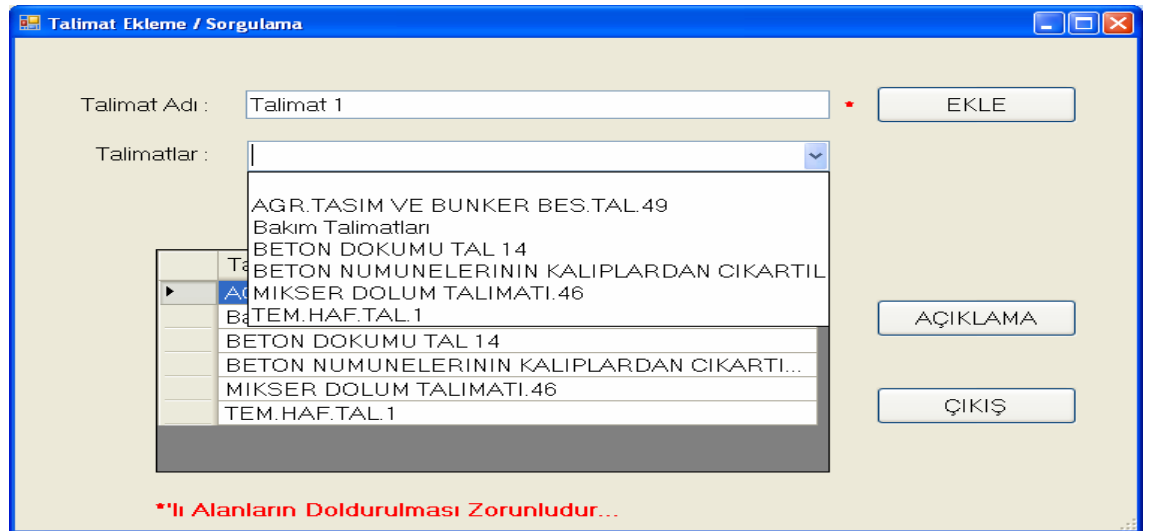 Talimat Ekleme / Sorgulama
Talimat Adı :
Talimat 1
*
EKLE
Talimatlar :
AGR.TASIM VE BUNKER BES.TAL.49
Bakım Talimatları
BETON DOKUMU TAL 14
BETON NUMUNELERININ KALIPLARDAN CIKARTIL
MIKSER DOLUM TALIMATI.46
TEM.HAF.TAL.1
BETON DOKUMU TAL 14
BETON NUMUNELERININ KALIPLARDAN CIKARTI...
MIKSER DOLUM TALIMATI.46
TEM.HAF.TAL.1
AÇIKLAMA
ÇIKIŞ
*'lı Alanların Doldurulması Zorunludur...